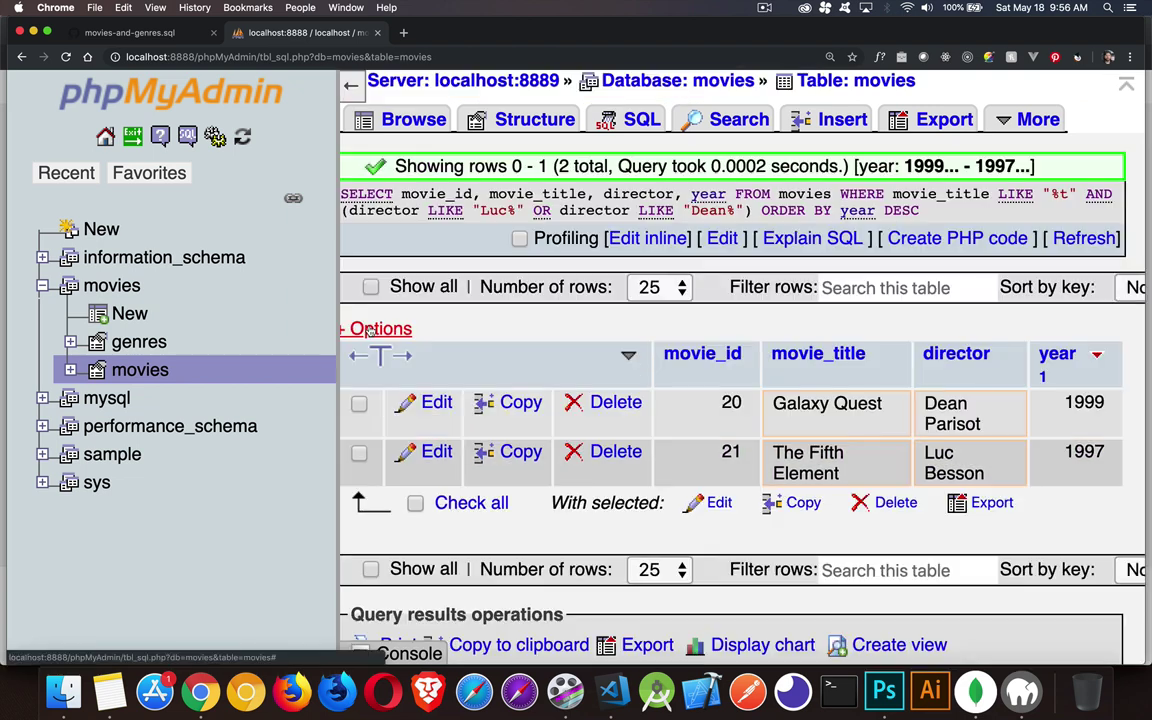 Chrome File Edit View History Bookmarks People Window Help 100% Sat May 18 9:56 AM
movies-and-genres.sql × localhost:8888 / localhost / mo × +
localhost:8888/phpMyAdmin/tbl_sql.php?db=movies&table=movies
f?
phpMyAdmin
Exit ? SQL
Recent Favorites
New
information_schema
movies
New
genres
movies
mysql
performance_schema
sample
sys
Server: localhost:8889 » Database: movies » Table: movies
Browse Structure SQL Search Insert Export More
Showing rows 0 - 1 (2 total, Query took 0.0002 seconds.) [year: 1999... - 1997...]
SELECT movie_id, movie_title, director, year FROM movies WHERE movie_title LIKE "%t" AND
(director LIKE "Luc%" OR director LIKE "Dean%") ORDER BY year DESC
Profiling [Edit inline] [ Edit ] [ Explain SQL ] [ Create PHP code ] [ Refresh]
Show all | Number of rows: 25 Filter rows: Search this table Sort by key: No
+ Options
←T→ movie_id movie_title director year
1
Edit Copy Delete 20 Galaxy Quest Dean 1999
Parisot
Edit Copy Delete 21 The Fifth Luc 1997
Element Besson
Check all With selected: Edit Copy Delete Export
Show all | Number of rows: 25 Filter rows: Search this table Sort by key: No
Query results operations
Print Copy to clipboard Export Display chart Create view
Console
localhost:8888/phpMyAdmin/tbl_sql.php?db=movies&table=movies#
1 >_ Ps Ai